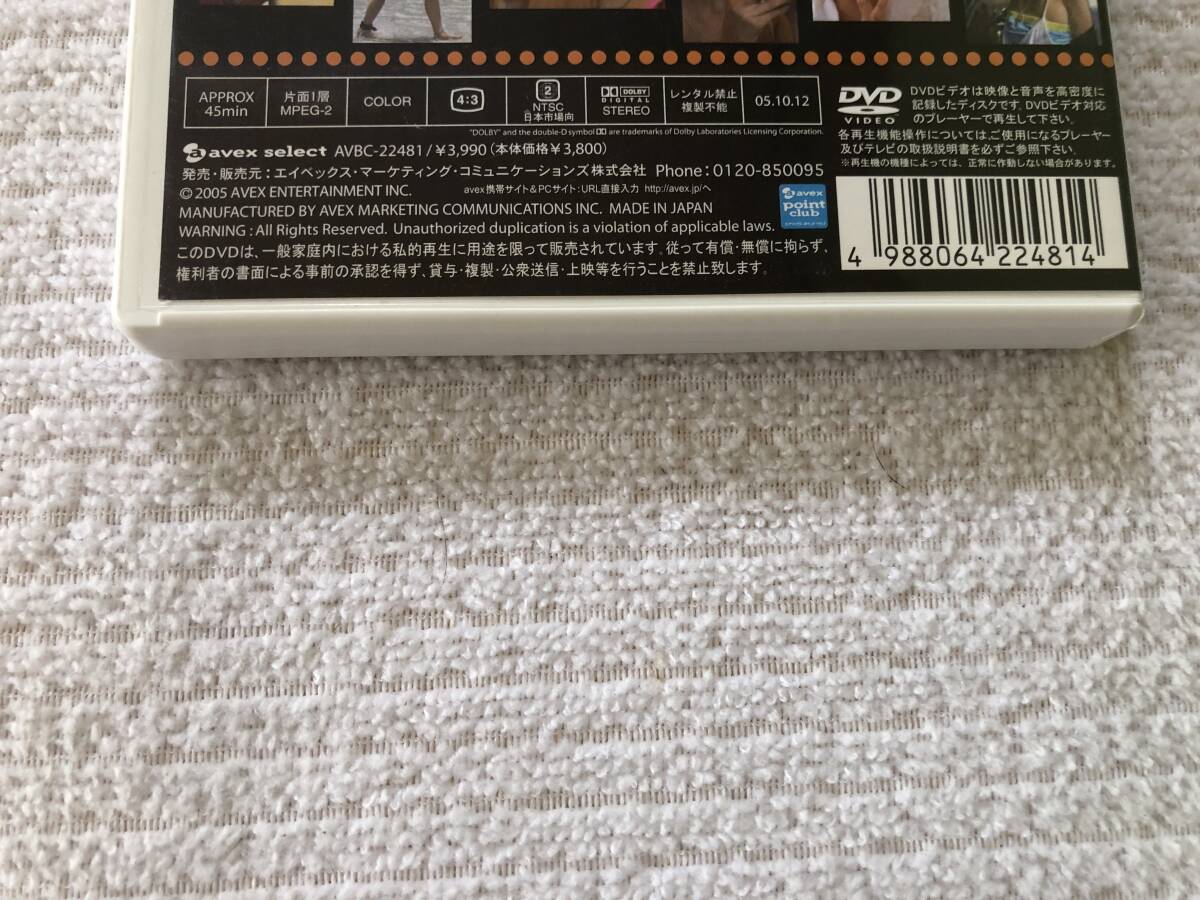 APPROX 45min
片面1層 MPEG-2
COLOR
4:3
2 NTSC 日本市場向
DOLBY DIGITAL STEREO
レンタル禁止 複製不能
05.10.12
"DOLBY" and the double-D symbol are trademarks of Dolby Laboratories Licensing Corporation.
avex select AVBC-22481/¥3,990(本体価格¥3,800)
発売・販売元:エイベックス・マーケティング・コミュニケーションズ株式会社 Phone:0120-850095
©2005 AVEX ENTERTAINMENT INC. avex携帯サイト&PCサイト:URL直接入力 http://avex.jp/へ
MANUFACTURED BY AVEX MARKETING COMMUNICATIONS INC. MADE IN JAPAN
WARNING:All Rights Reserved. Unauthorized duplication is a violation of applicable laws.
このDVDは、一般家庭内における私的再生に用途を限って販売されています。従って有償・無償に拘らず、
権利者の書面による事前の承認を得ず、貸与・複製・公衆送信・上映等を行うことを禁止致します。
avex
point
club
DVD
VIDEO
DVDビデオは映像と音声を高密度に
記録したディスクです。DVDビデオ対応
のプレーヤーで再生して下さい。
各再生機能操作については、ご使用になるプレーヤー
及びテレビの取扱説明書を必ずご参照下さい。
※再生機の機種によっては、正常に作動しない場合があります。
4 988064 224814